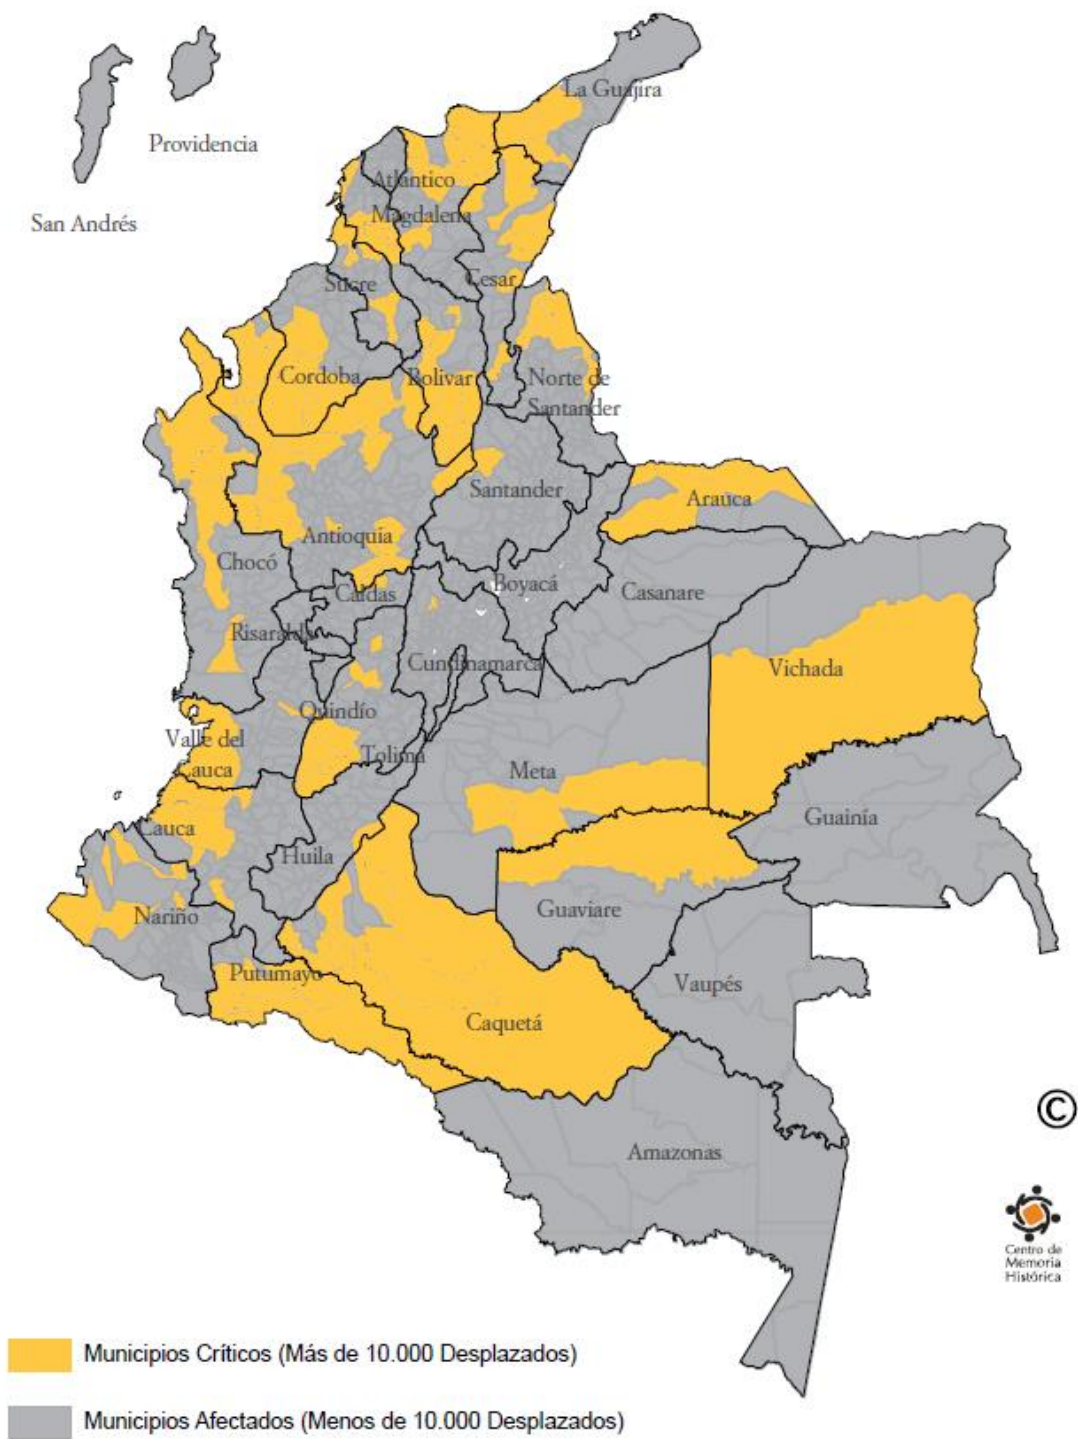 La Guajira
Providencia
Atlántico
San Andrés
Magdalena
Cesar
Sucre
Cordoba
Bolivar
Norte de
Santander
Santander
Arauca
Antioquia
Chocó
Boyacá
Caldas
Casanare
Risaralda
Cundinamarca
Vichada
Quindío
Valle del
Cauca
Tolima
Meta
Guainía
Cauca
Huila
Guaviare
Nariño
Putumayo
Vaupés
Caquetá
©
Amazonas
Centro de
Memoria
Histórica
Municipios Críticos (Más de 10.000 Desplazados)
Municipios Afectados (Menos de 10.000 Desplazados)